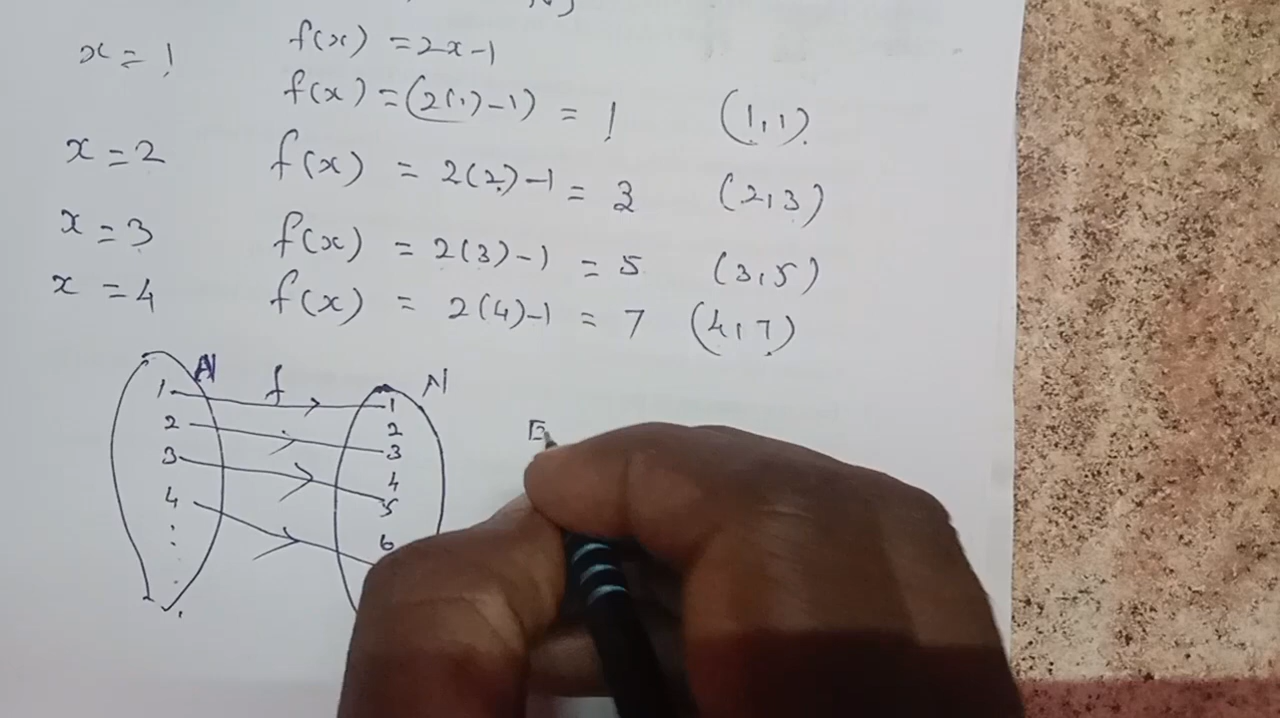 x = 1 f(x) = 2x-1
f(x) = (2(1)-1) = 1 (1,1).
x = 2 f(x) = 2(2)-1 = 3 (2,3)
x = 3 f(x) = 2(3)-1 = 5 (3,5)
x = 4 f(x) = 2(4)-1 = 7 (4,7)
N f N
1 1
2 2
3 3
4 4
5
6